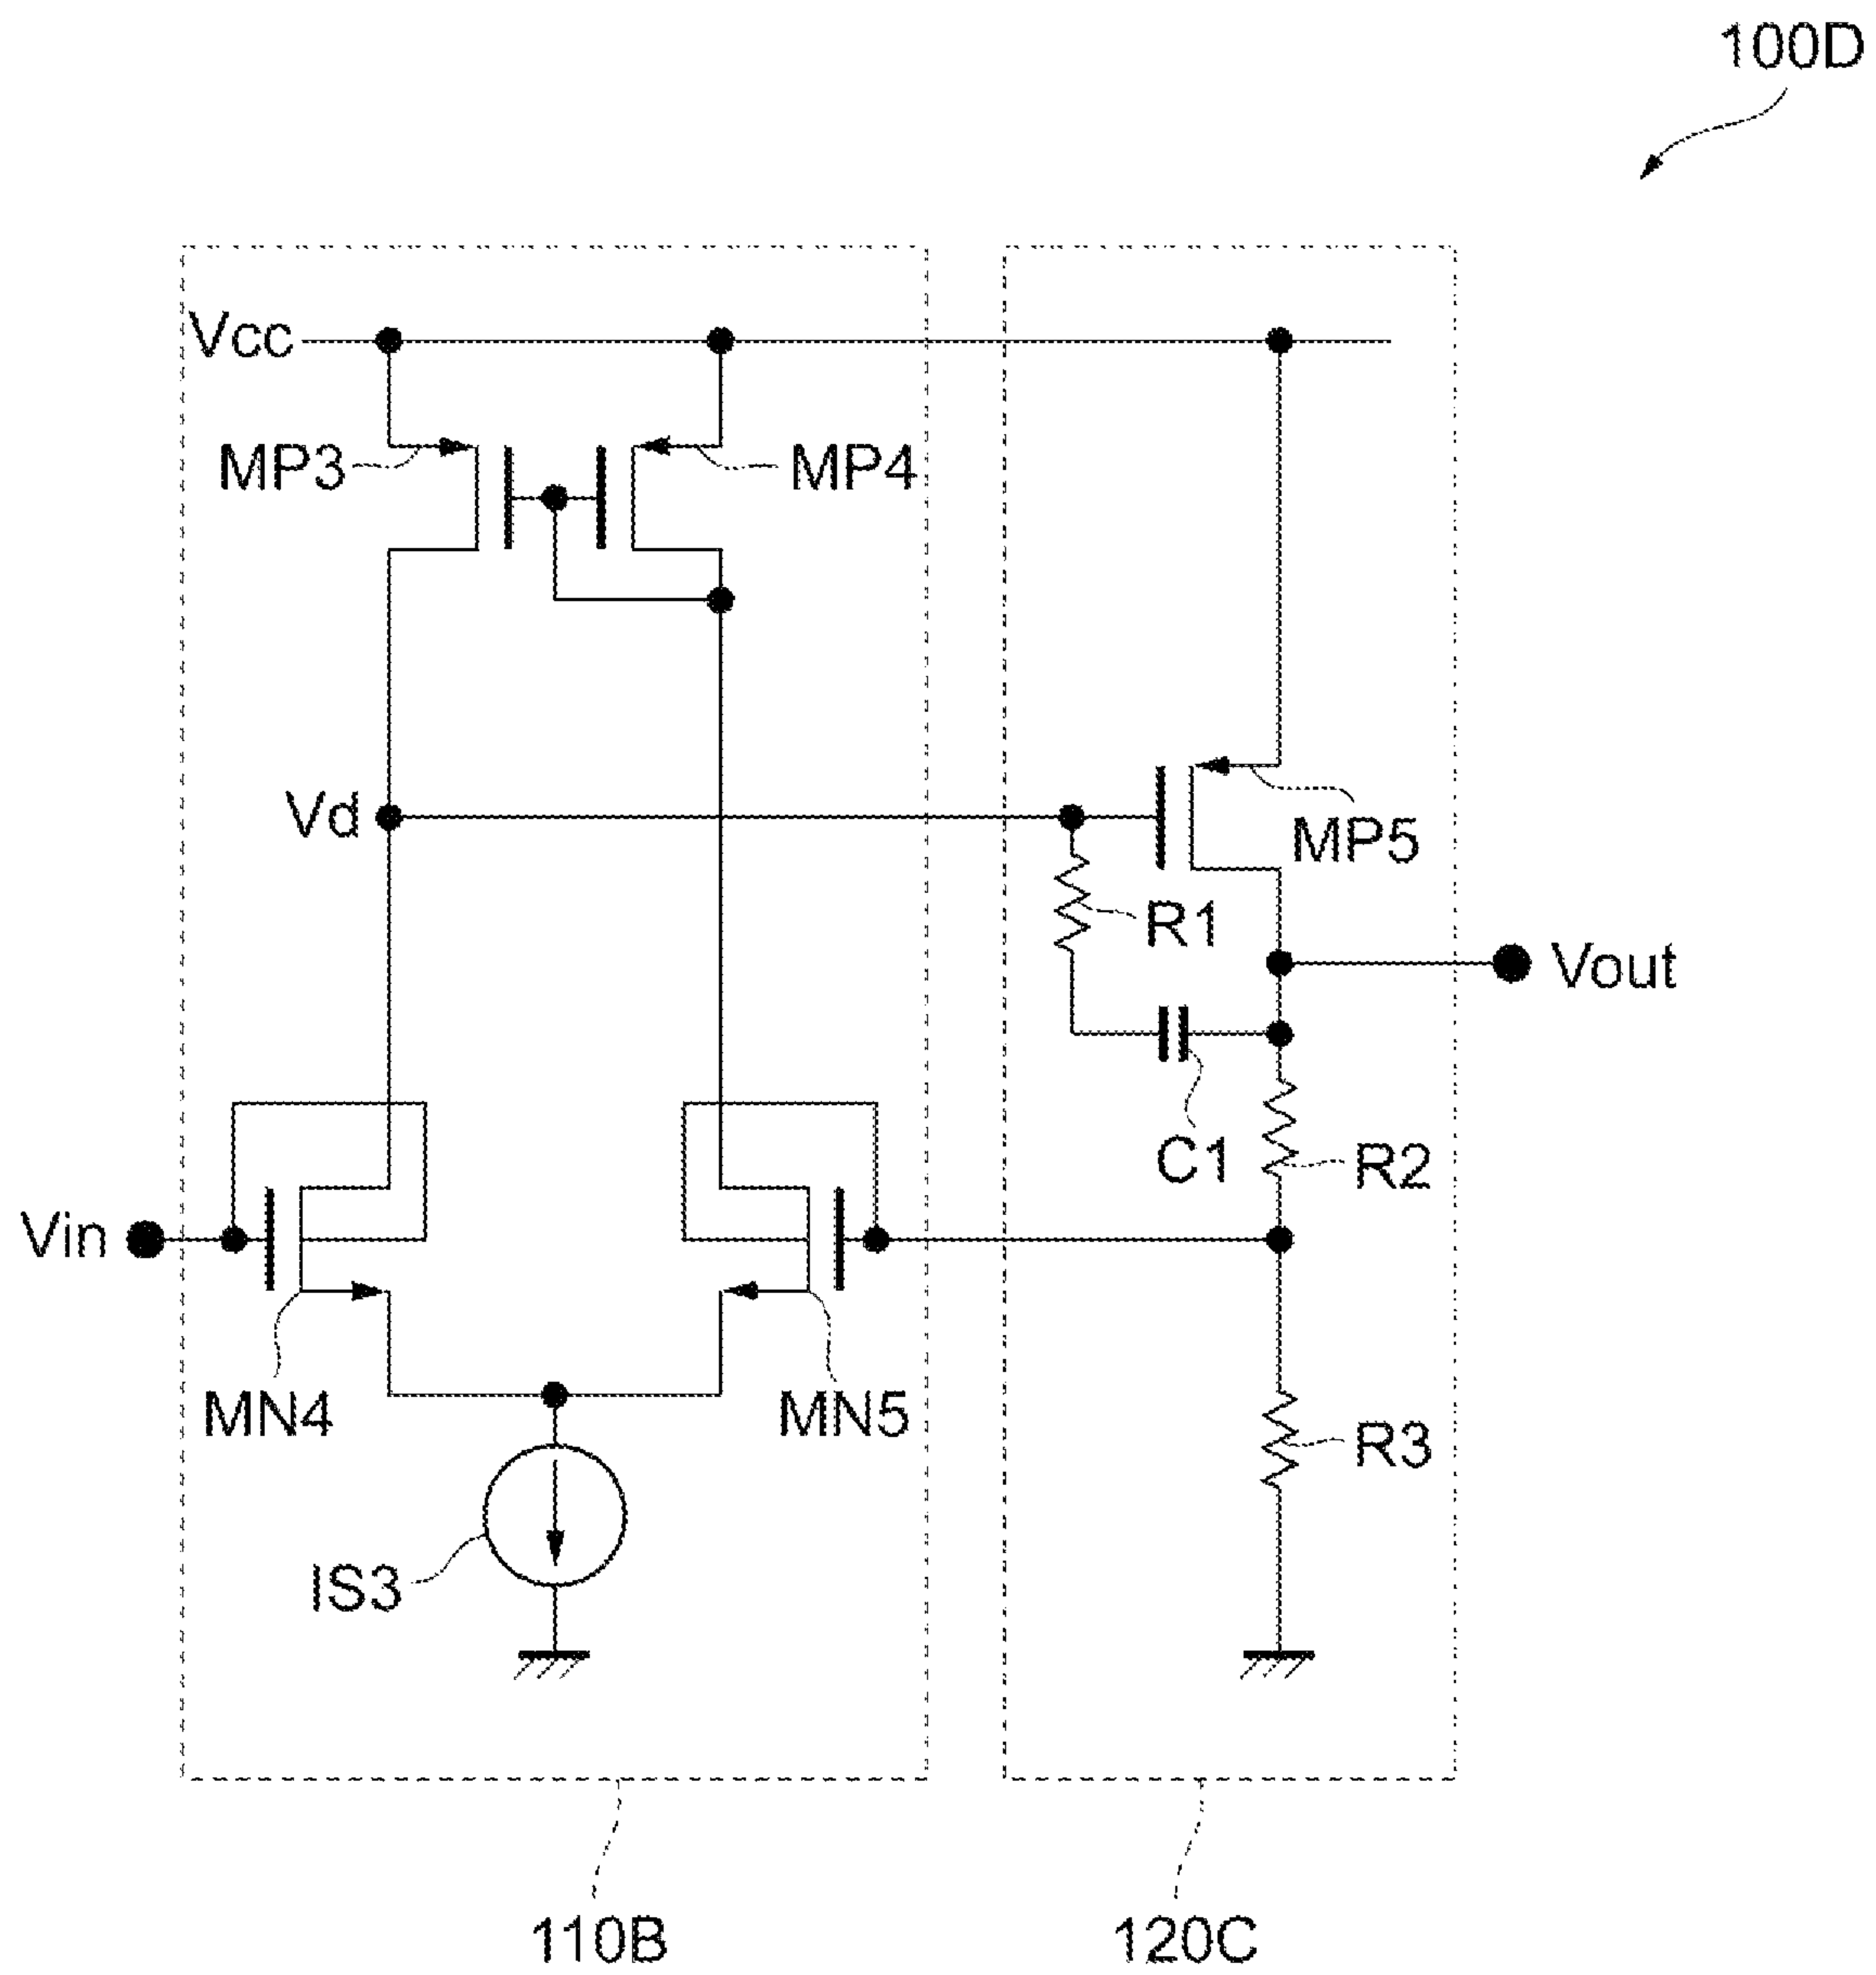 100D
Vcc
MP3
MP4
Vd
MP5
R1
Vout
C1
R2
Vin
MN4
MN5
R3
IS3
110B
120C